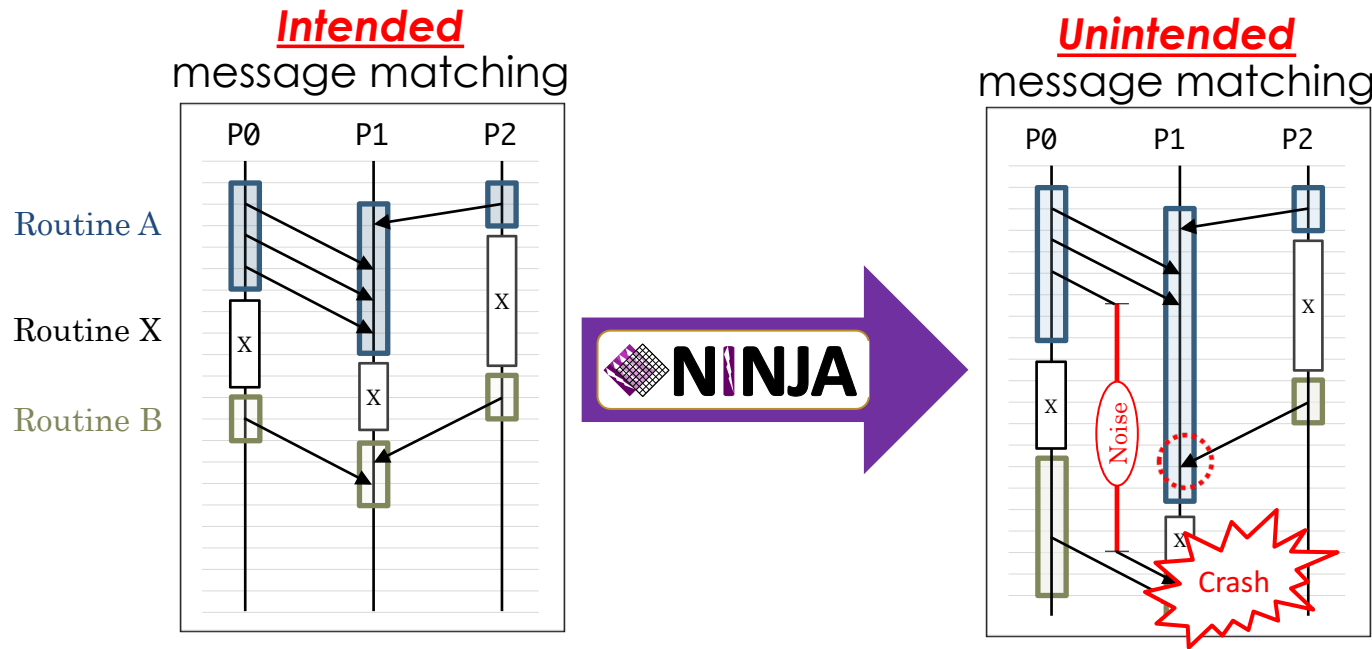 Intended
message matching
P0 P1 P2
Routine A
Routine X
Routine B
X
X
X
NINJA
Unintended
message matching
P0 P1 P2
X
X
Noise
X
Crash